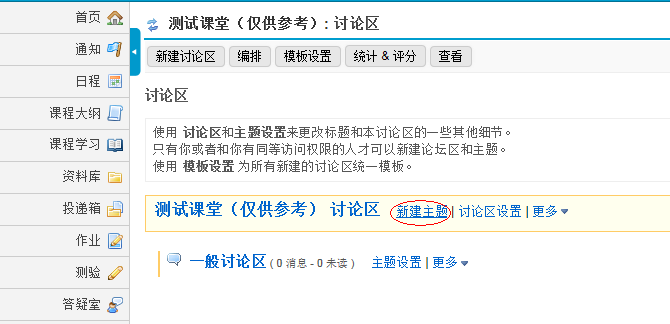 首页
通知
日程
课程大纲
课程学习
资料库
投递箱
作业
测验
答疑室
测试课堂（仅供参考）: 讨论区
新建讨论区 编排 模板设置 统计 & 评分 查看
讨论区
使用 讨论区和主题设置来更改标题和本讨论区的一些其他细节。
只有你或者和你有同等访问权限的人才可以新建论坛区和主题。
使用 模板设置 为所有新建的讨论区统一模板。
测试课堂（仅供参考） 讨论区 新建主题 | 讨论区设置 | 更多
一般讨论区 ( 0 消息 - 0 未读 ) 主题设置 | 更多